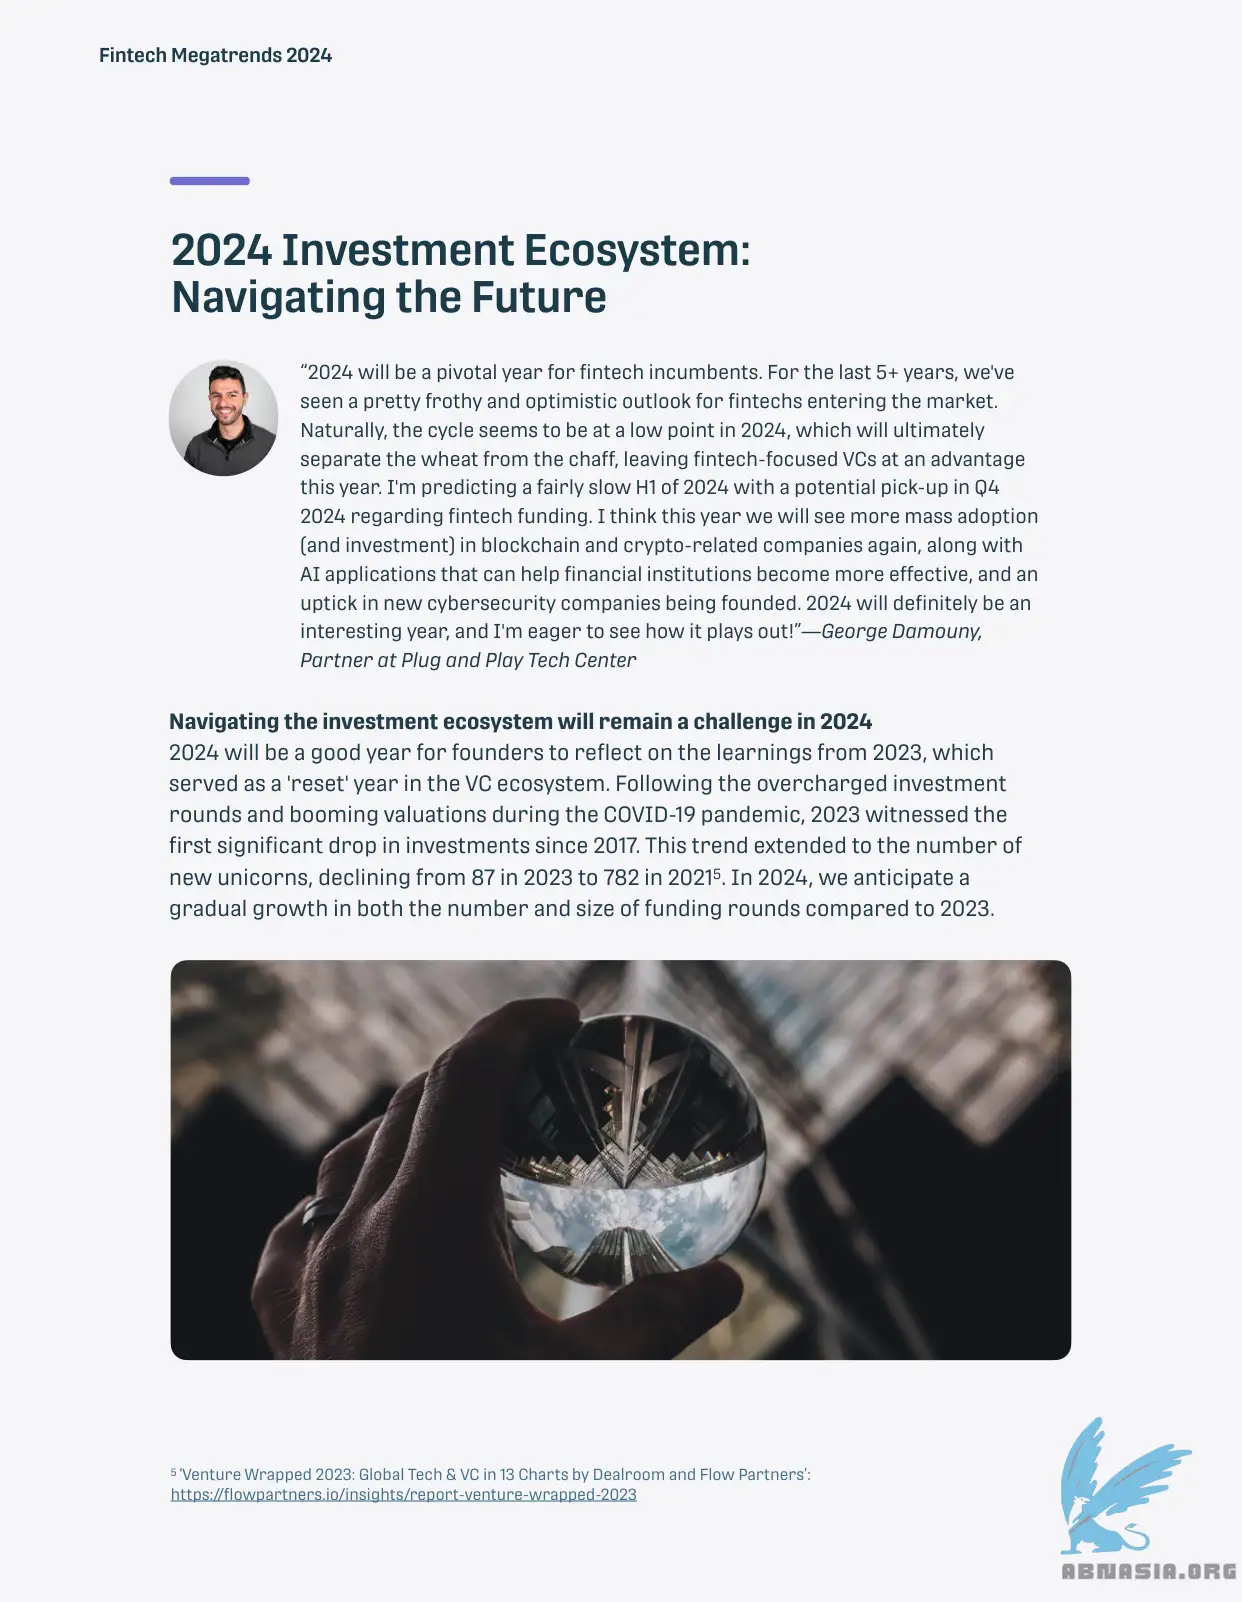 Fintech Megatrends 2024
2024 Investment Ecosystem:
Navigating the Future
“2024 will be a pivotal year for fintech incumbents. For the last 5+ years, we've
seen a pretty frothy and optimistic outlook for fintechs entering the market.
Naturally, the cycle seems to be at a low point in 2024, which will ultimately
separate the wheat from the chaff, leaving fintech-focused VCs at an advantage
this year. I'm predicting a fairly slow H1 of 2024 with a potential pick-up in Q4
2024 regarding fintech funding. I think this year we will see more mass adoption
(and investment) in blockchain and crypto-related companies again, along with
AI applications that can help financial institutions become more effective, and an
uptick in new cybersecurity companies being founded. 2024 will definitely be an
interesting year, and I'm eager to see how it plays out!”—George Damouny,
Partner at Plug and Play Tech Center
Navigating the investment ecosystem will remain a challenge in 2024
2024 will be a good year for founders to reflect on the learnings from 2023, which
served as a 'reset' year in the VC ecosystem. Following the overcharged investment
rounds and booming valuations during the COVID-19 pandemic, 2023 witnessed the
first significant drop in investments since 2017. This trend extended to the number of
new unicorns, declining from 87 in 2023 to 782 in 2021⁵. In 2024, we anticipate a
gradual growth in both the number and size of funding rounds compared to 2023.
⁵ ‘Venture Wrapped 2023: Global Tech & VC in 13 Charts by Dealroom and Flow Partners’:
https://flowpartners.io/insights/report-venture-wrapped-2023
ABNASIA.ORG